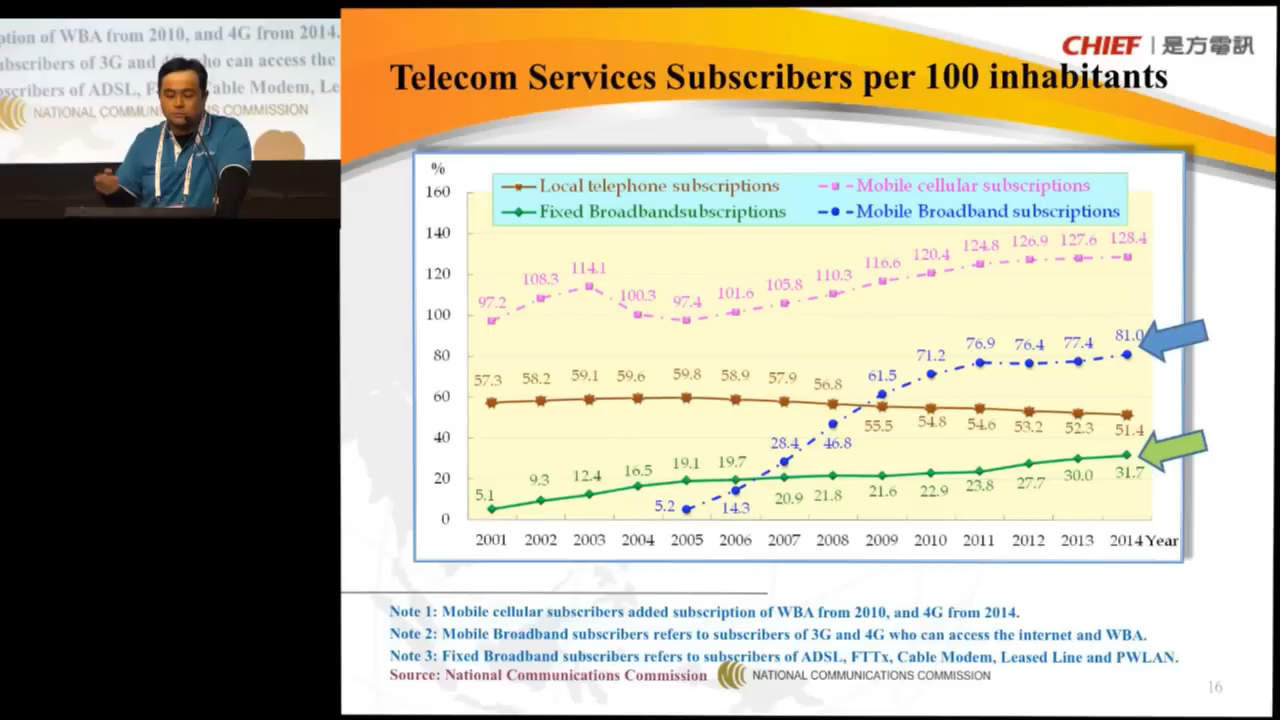 ption of WBA from 2010, and 4G from 2014.
ubscribers of 3G and 4 who can access the
scribers of ADSL, F able Modem, Le
NATIONAL COMMUN CATIONS COMMISSION
CHIEF 是方電訊
Telecom Services Subscribers per 100 inhabitants
%
160
140
120
100
80
60
40
20
0
Local telephone subscriptions
Mobile cellular subscriptions
Fixed Broadbandsubscriptions
Mobile Broadband subscriptions
97.2 108.3 114.1 100.3 97.4 101.6 105.8 110.3 116.6 120.4 124.8 126.9 127.6 128.4
5.2 14.3 28.4 46.8 61.5 71.2 76.9 76.4 77.4 81.0
57.3 58.2 59.1 59.6 59.8 58.9 57.9 56.8 55.5 54.8 54.6 53.2 52.3 51.4
5.1 9.3 12.4 16.5 19.1 19.7 20.9 21.8 21.6 22.9 23.8 27.7 30.0 31.7
2001 2002 2003 2004 2005 2006 2007 2008 2009 2010 2011 2012 2013 2014 Year
Note 1: Mobile cellular subscribers added subscription of WBA from 2010, and 4G from 2014.
Note 2: Mobile Broadband subscribers refers to subscribers of 3G and 4G who can access the internet and WBA.
Note 3: Fixed Broadband subscribers refers to subscribers of ADSL, FTTx, Cable Modem, Leased Line and PWLAN.
Source: National Communications Commission NATIONAL COMMUNICATIONS COMMISSION
16